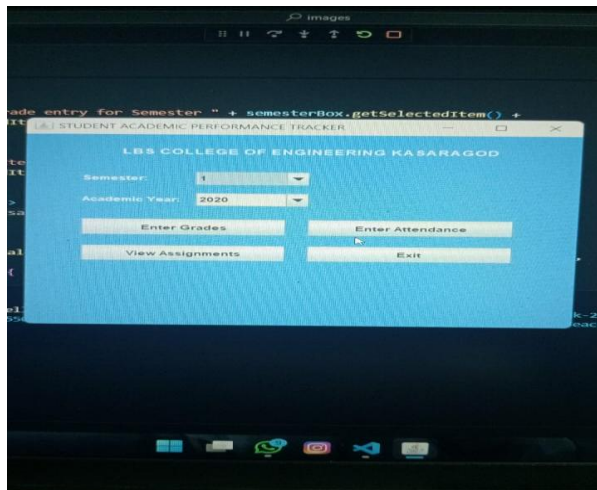 images
ade entry for Semester " + semesterBox.getSelectedItem() +
STUDENT ACADEMIC PERFORMANCE TRACKER
LBS COLLEGE OF ENGINEERING KASARAGOD
Semester: 1
Academic Year: 2020
Enter Grades Enter Attendance
View Assignments Exit